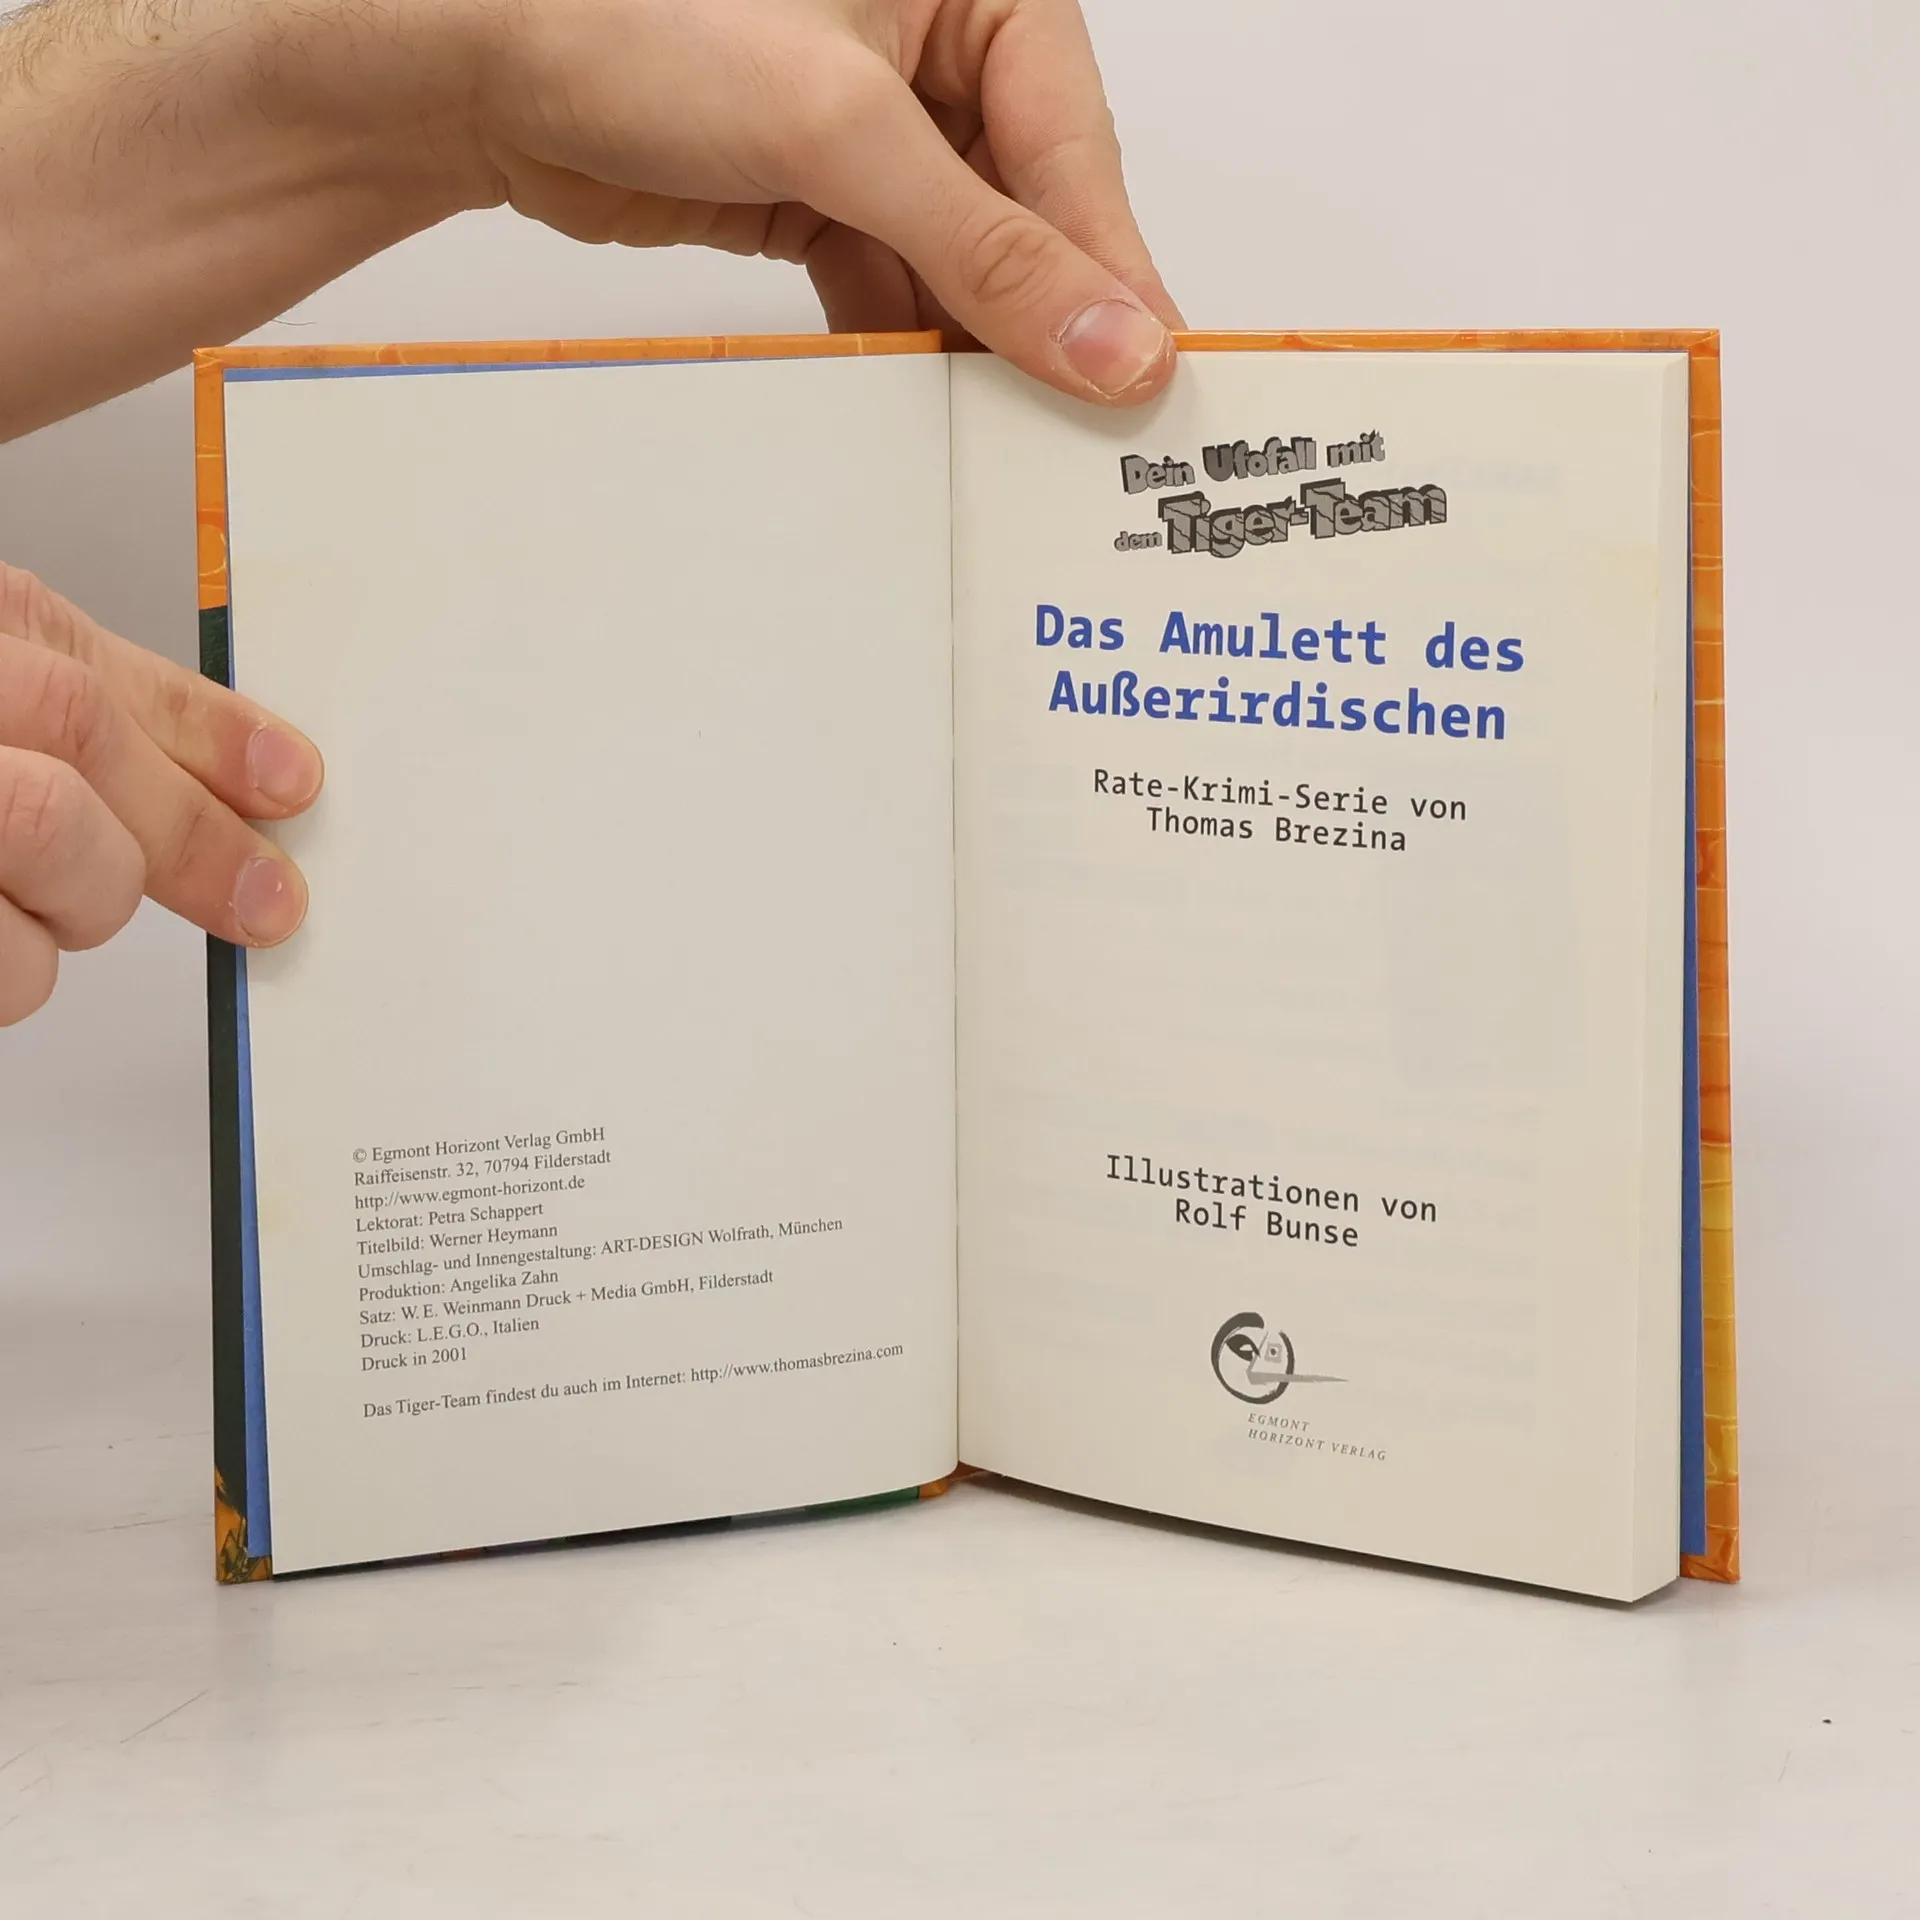 © Egmont Horizont Verlag GmbH
Raiffeisenstr. 32, 70794 Filderstadt
http://www.egmont-horizont.de
Lektorat: Petra Schappert
Titelbild: Werner Heymann
Umschlag- und Innengestaltung: ART-DESIGN Wolfrath, München
Produktion: Angelika Zahn
Satz: W. E. Weinmann Druck + Media GmbH, Filderstadt
Druck: L.E.G.O., Italien
Druck in 2001
Das Tiger-Team findest du auch im Internet: http://www.thomasbrezina.com
Dein Ufofall mit
dem Tiger-Team
Das Amulett des
Außerirdischen
Rate-Krimi-Serie von
Thomas Brezina
Illustrationen von
Rolf Bunse
EGMONT
HORIZONT VERLAG